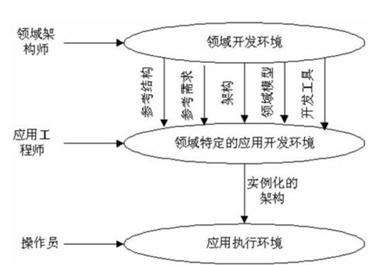 领域架
构师
领域开发环境
参考结构
参考需求
架构
领域模型
开发工具
应用工
程师
领域特定的应用开发环境
实例化的
架构
操作员
应用执行环境